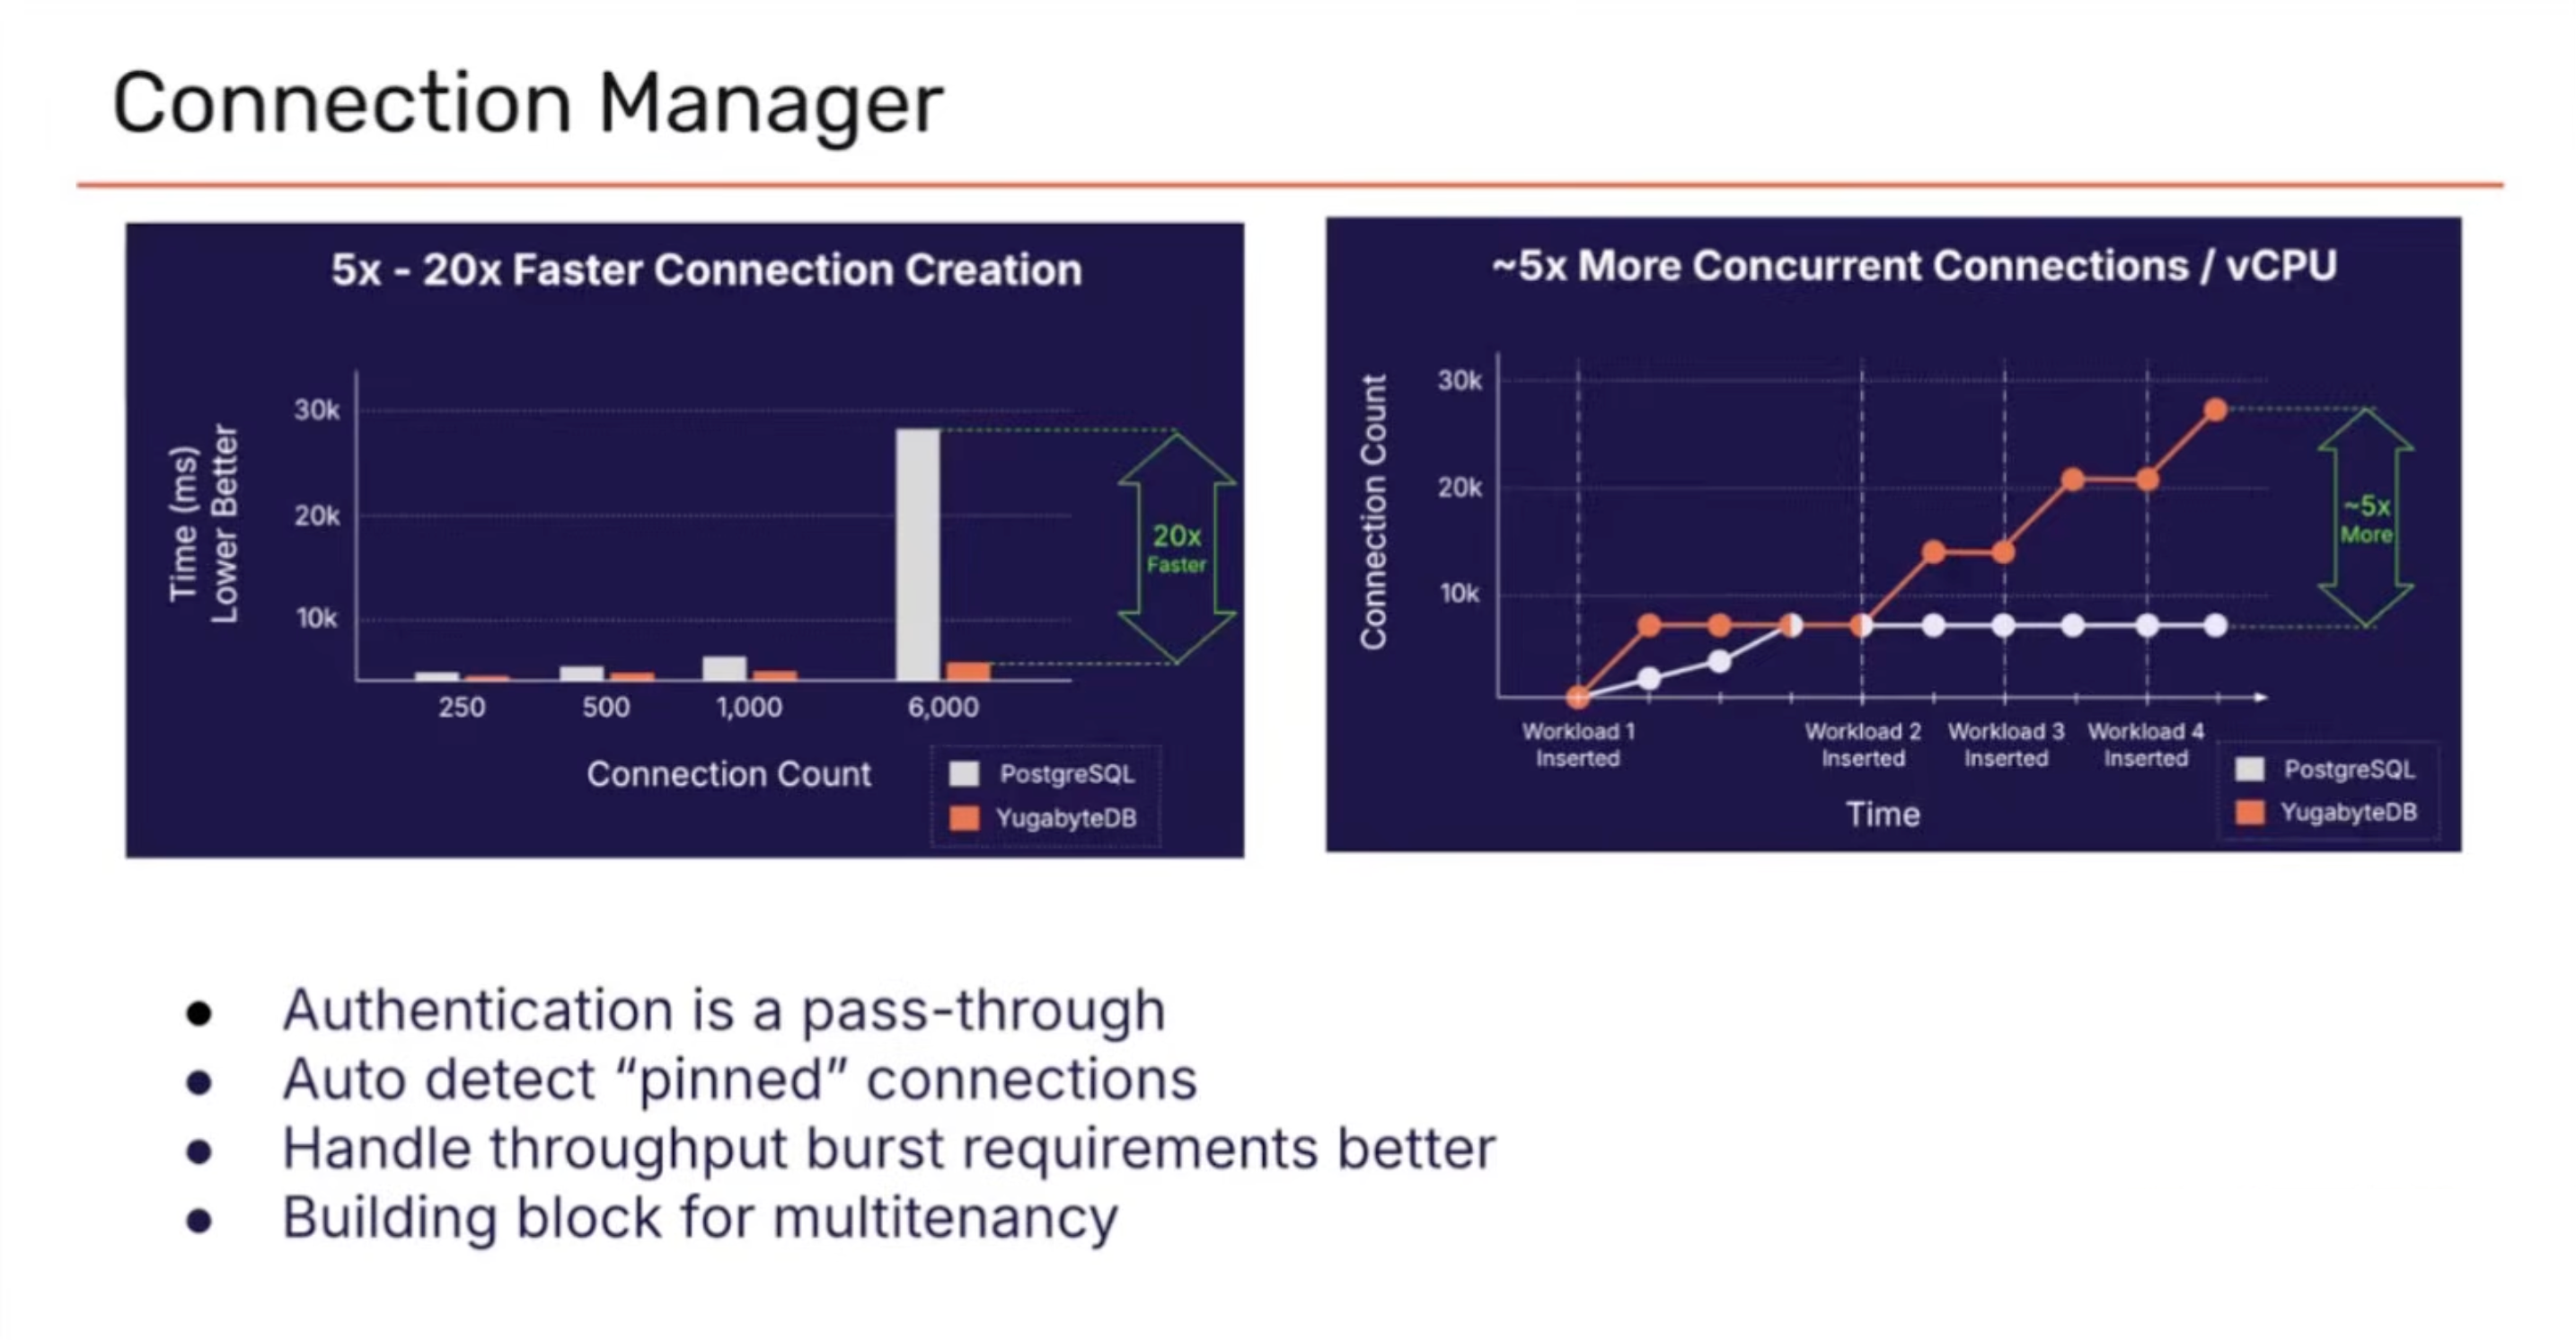 Connection Manager
5x - 20x Faster Connection Creation
Time (ms)
Lower Better
30k
20k
10k
20x
Faster
250
500
1,000
6,000
Connection Count
PostgreSQL
YugabyteDB
~5x More Concurrent Connections / vCPU
Connection Count
30k
20k
10k
~5x
More
Workload 1
Inserted
Workload 2
Inserted
Workload 3
Inserted
Workload 4
Inserted
Time
PostgreSQL
YugabyteDB
● Authentication is a pass-through
● Auto detect “pinned” connections
● Handle throughput burst requirements better
● Building block for multitenancy